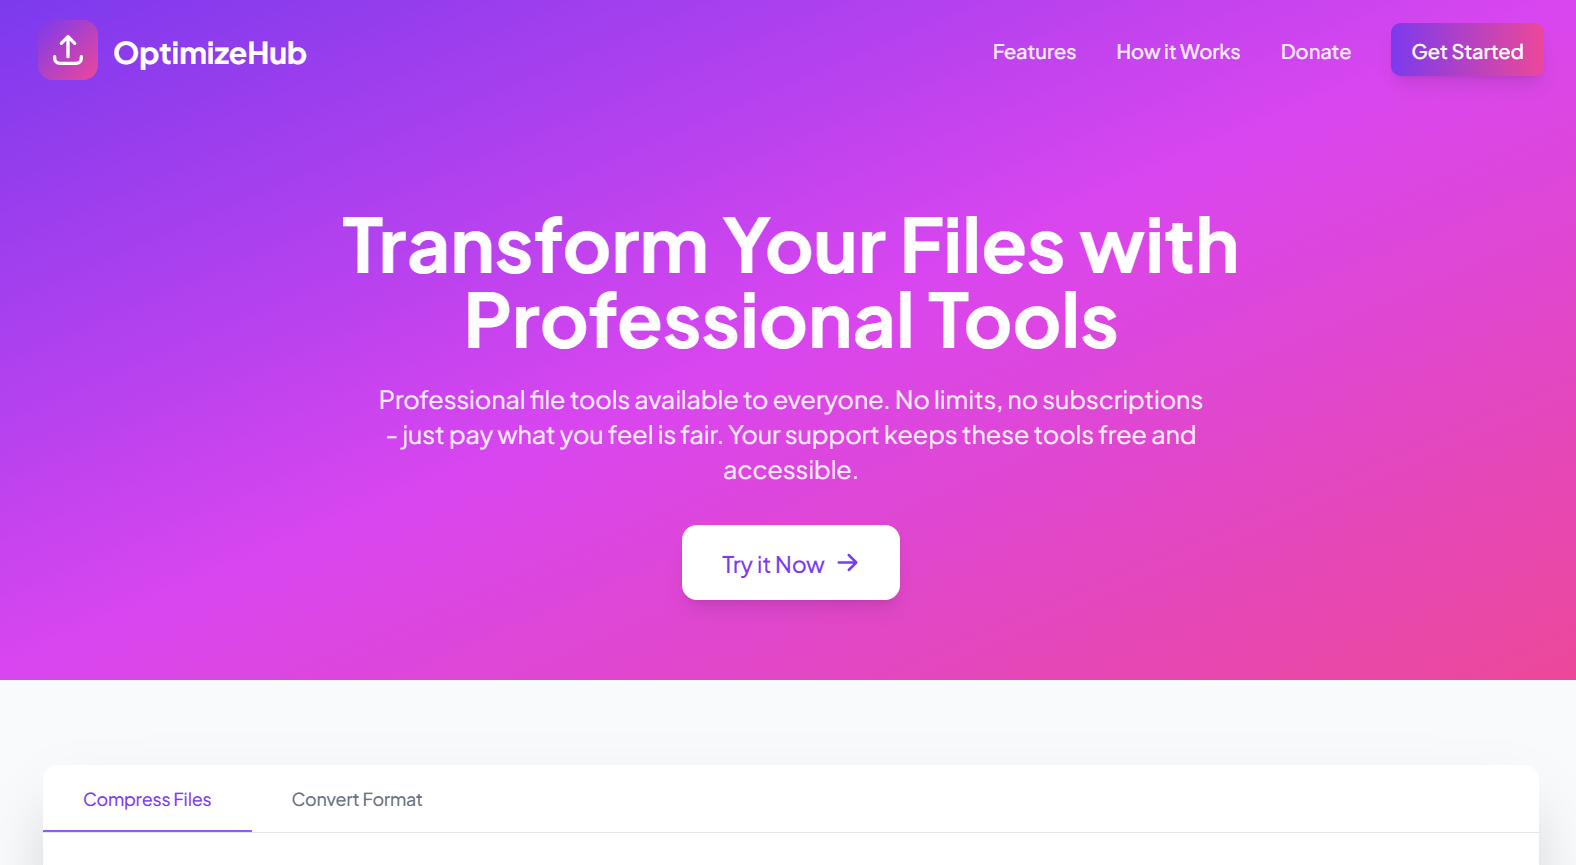 OptimizeHub
Features
How it Works
Donate
Get Started
Transform Your Files with
Professional Tools
Professional file tools available to everyone. No limits, no subscriptions
- just pay what you feel is fair. Your support keeps these tools free and
accessible.
Try it Now
Compress Files
Convert Format